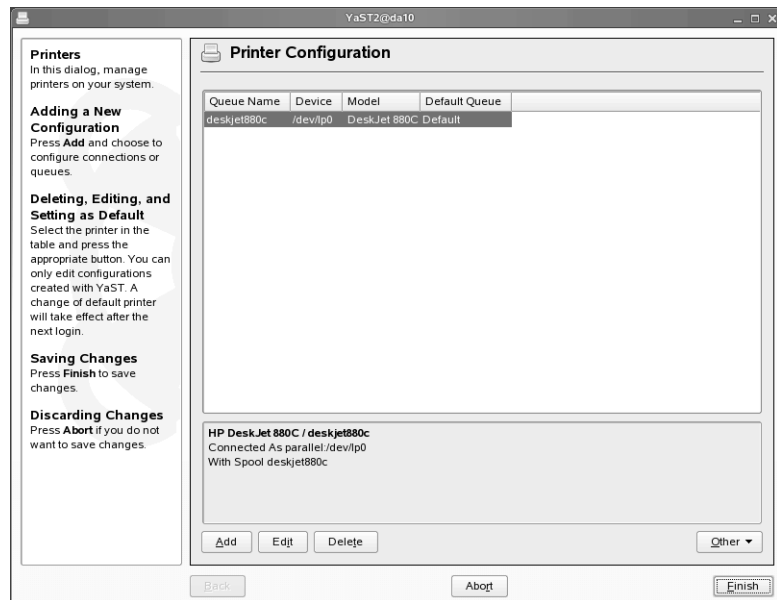 YaST2@da10
Printers
In this dialog, manage
printers on your system.
Adding a New
Configuration
Press Add and choose to
configure connections or
queues.
Deleting, Editing, and
Setting as Default
Select the printer in the
table and press the
appropriate button. You can
only edit configurations
created with YaST. A
change of default printer
will take effect after the
next login.
Saving Changes
Press Finish to save
changes.
Discarding Changes
Press Abort if you do not
want to save changes.
Printer Configuration
Queue Name Device Model Default Queue
deskjet880c /dev/lp0 DeskJet 880C Default
HP DeskJet 880C / deskjet880c
Connected As parallel:/dev/lp0
With Spool deskjet880c
Add Edit Delete Other
Back Abort Finish